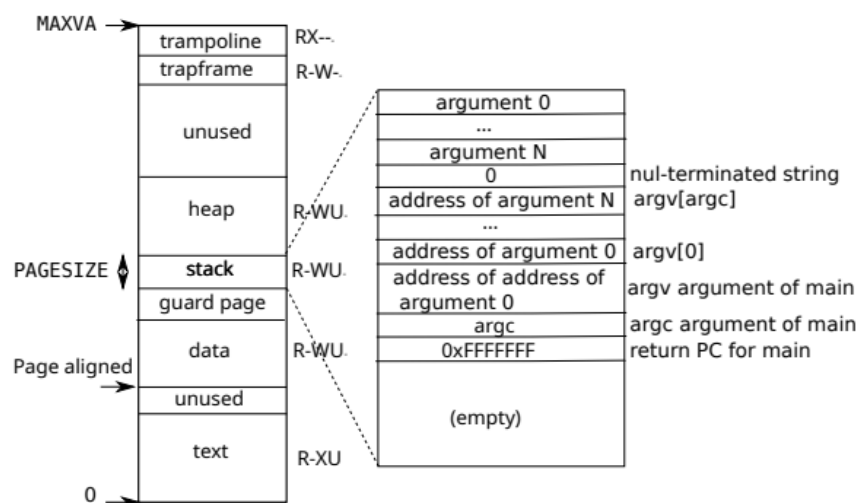 MAXVA
trampoline
RX--
trapframe
R-W-
unused
heap
R-WU
PAGESIZE
stack
R-WU
guard page
data
R-WU
Page aligned
unused
text
R-XU
0
argument 0
...
argument N
0
nul-terminated string
address of argument N
argv[argc]
...
address of argument 0
argv[0]
address of address of
argument 0
argv argument of main
argc
argc argument of main
0xFFFFFFF
return PC for main
(empty)